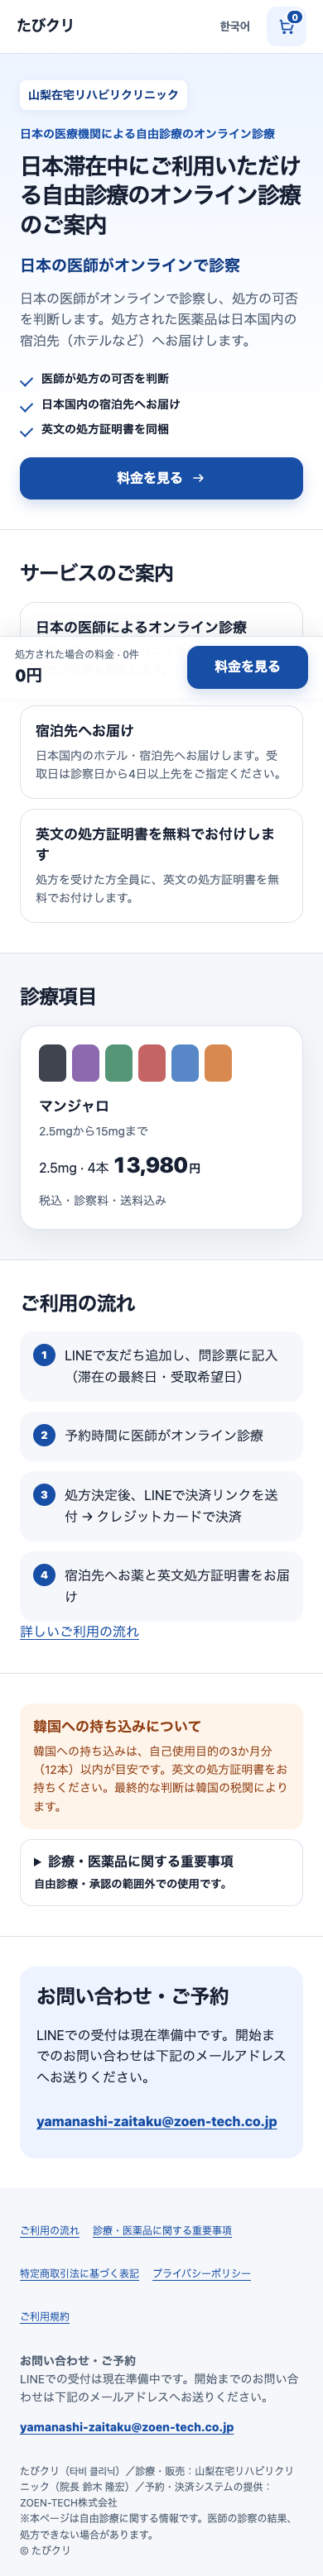 たびクリ
한국어
0
山梨在宅リハビリクリニック
日本の医療機関による自由診療のオンライン診療
日本滞在中にご利用いただけ
る自由診療のオンライン診療
のご案内
日本の医師がオンラインで診察
日本の医師がオンラインで診察し、処方の可否
を判断します。処方された医薬品は日本国内の
宿泊先（ホテルなど）へお届けします。
医師が処方の可否を判断
日本国内の宿泊先へお届け
英文の処方証明書を同梱
料金を見る →
サービスのご案内
日本の医師によるオンライン診療
処方された場合の料金・0件
0円
料金を見る
宿泊先へお届け
日本国内のホテル・宿泊先へお届けします。受
取日は診察日から4日以上先をご指定ください。
英文の処方証明書を無料でお付けしま
す
処方を受けた方全員に、英文の処方証明書を無
料でお付けします。
診療項目
マンジャロ
2.5mgから15mgまで
2.5mg・4本 13,980円
税込・診察料・送料込み
ご利用の流れ
1 LINEで友だち追加し、問診票に記入
（滞在の最終日・受取希望日）
2 予約時間に医師がオンライン診療
3 処方決定後、LINEで決済リンクを送
付 → クレジットカードで決済
4 宿泊先へお薬と英文処方証明書をお届
け
詳しいご利用の流れ
韓国への持ち込みについて
韓国への持ち込みは、自己使用目的の3か月分
（12本）以内が目安です。英文の処方証明書をお
持ちください。最終的な判断は韓国の税関により
ます。
▶ 診療・医薬品に関する重要事項
自由診療・承認の範囲外での使用です。
お問い合わせ・ご予約
LINEでの受付は現在準備中です。開始ま
でのお問い合わせは下記のメールアドレス
へお送りください。
yamanashi-zaitaku@zoen-tech.co.jp
ご利用の流れ 診療・医薬品に関する重要事項
特定商取引法に基づく表記 プライバシーポリシー
ご利用規約
お問い合わせ・ご予約
LINEでの受付は現在準備中です。開始までのお問い合
わせは下記のメールアドレスへお送りください。
yamanashi-zaitaku@zoen-tech.co.jp
たびクリ（타비 클리닉）／診療・販売：山梨在宅リハビリクリ
ニック（院長 鈴木 隆宏）／予約・決済システムの提供：
ZOEN-TECH株式会社
※本ページは自由診療に関する情報です。医師の診察の結果、
処方できない場合があります。
© たびクリ